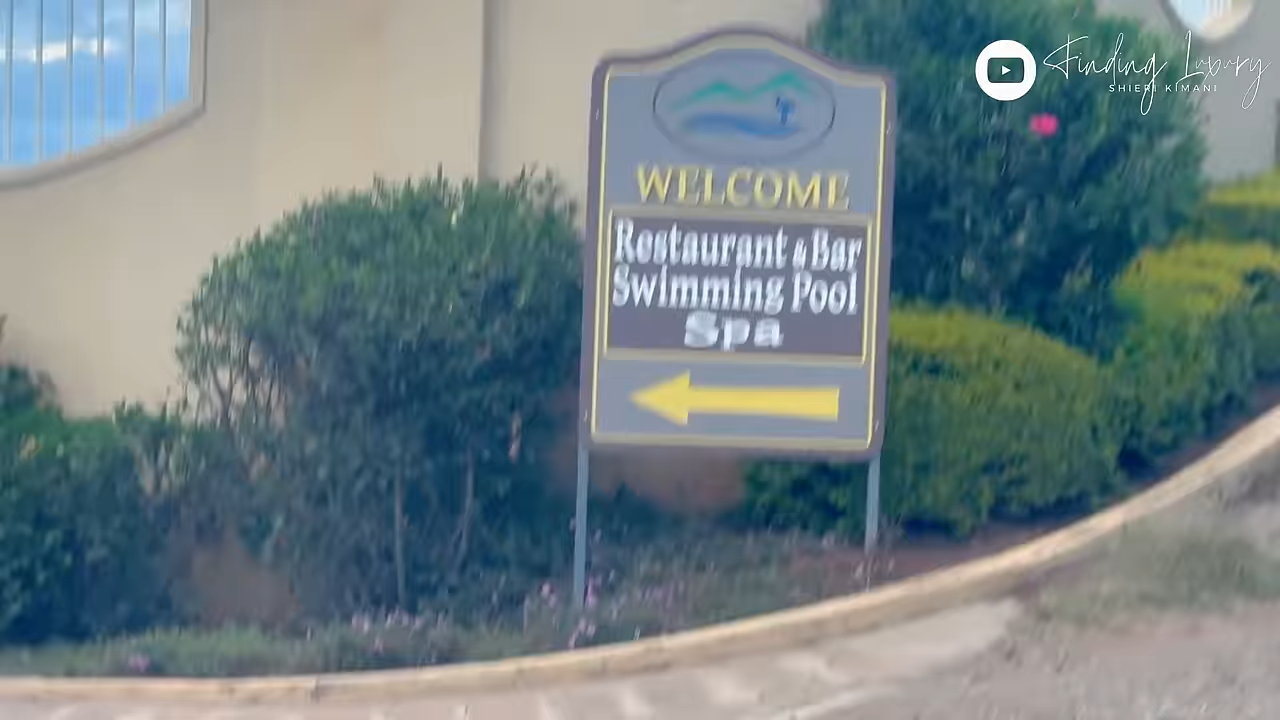 Finding Luxury
SHIERI KIMANI
WELCOME
Restaurant & Bar
Swimming Pool
Spa